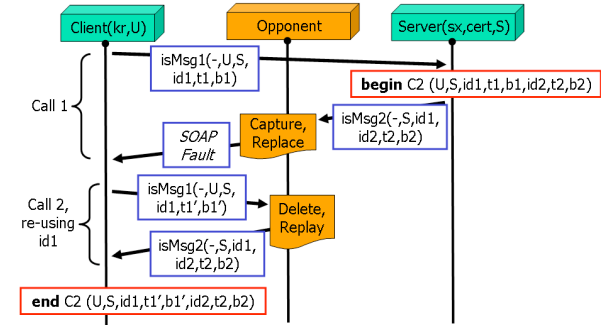 Client(kr,U)
Opponent
Server(sx,cert,S)
isMsg1(-,U,S,
id1,t1,b1)
begin C2 (U,S,id1,t1,b1,id2,t2,b2)
Call 1
Capture,
Replace
isMsg2(-,S,id1,
id2,t2,b2)
SOAP
Fault
Call 2,
re-using
id1
isMsg1(-,U,S,
id1,t1′,b1′)
Delete,
Replay
isMsg2(-,S,id1,
id2,t2,b2)
end C2 (U,S,id1,t1′,b1′,id2,t2,b2)